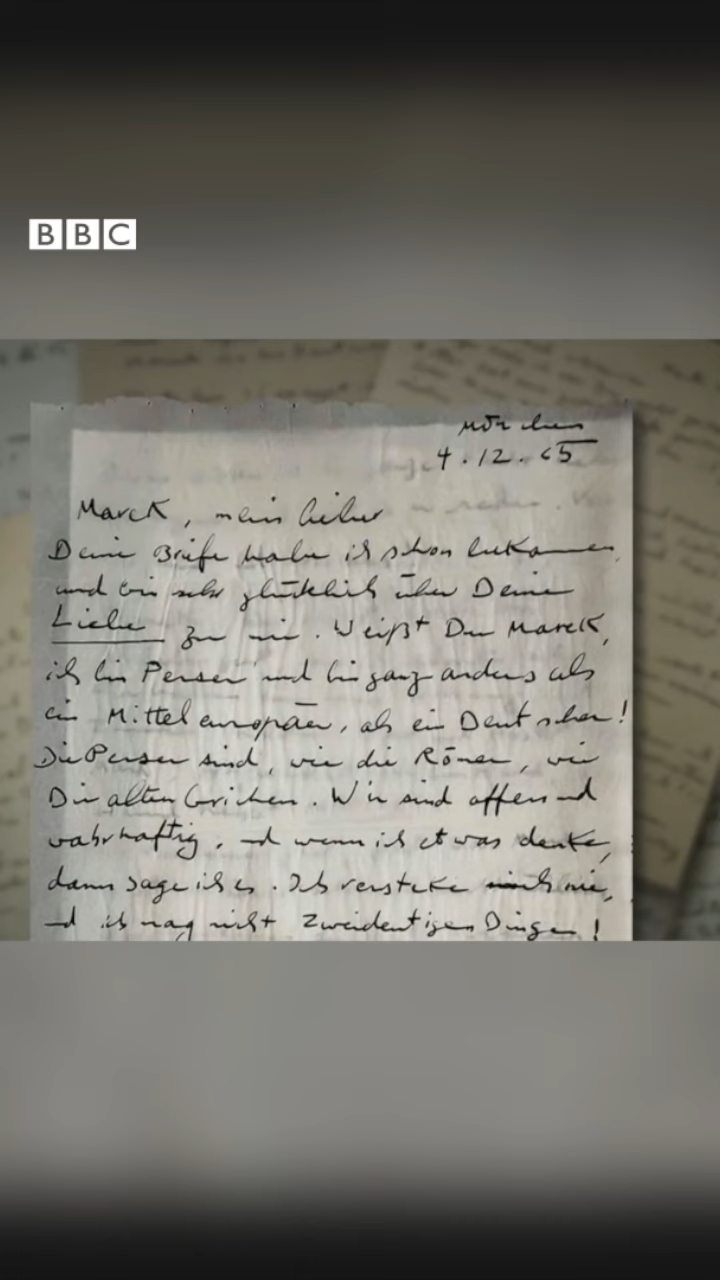 BBC
München
4.12.65
Marek, mein lieber
Deine Briefe habe ich schon bekommen,
und bin sehr glücklich über Deine
Liebe zu mir. Weißt Du Marek,
ich bin Perser und bin ganz anders als
ein Mitteleuropäer, als ein Deutscher!
Die Perser sind, wie die Römer, wie
Die alten Griechen. Wir sind offen und
wahrhaftig, und wenn ich etwas denke,
dann sage ich es. Ich verstecke nie,
und ich mag nicht zweideutigen Dingen!